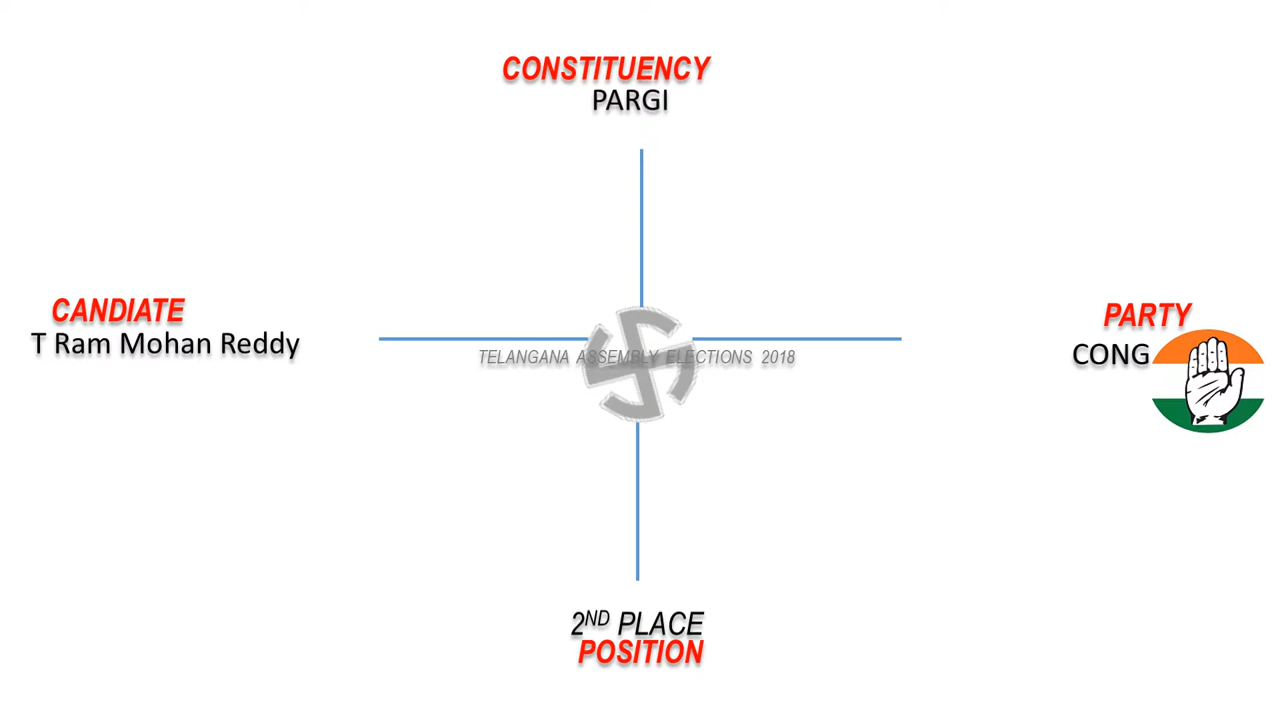 CONSTITUENCY
PARGI
CANDIATE
T Ram Mohan Reddy
TELANGANA ASSEMBLY ELECTIONS 2018
PARTY
CONG
2ND PLACE
POSITION